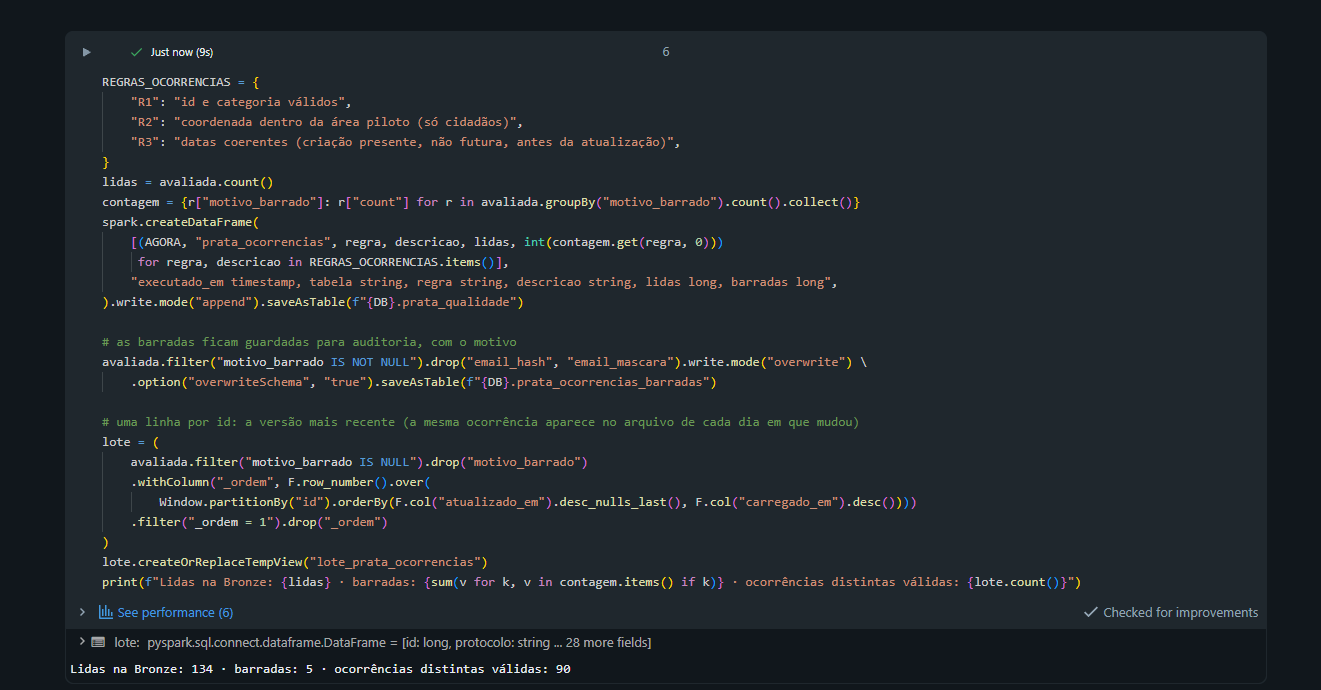 Just now (9s)
6
REGRAS_OCORRENCIAS = {
    "R1": "id e categoria válidos",
    "R2": "coordenada dentro da área piloto (só cidadãos)",
    "R3": "datas coerentes (criação presente, não futura, antes da atualização)",
}
lidas = avaliada.count()
contagem = {r["motivo_barrado"]: r["count"] for r in avaliada.groupBy("motivo_barrado").count().collect()}
spark.createDataFrame(
    [(AGORA, "prata_ocorrencias", regra, descricao, lidas, int(contagem.get(regra, 0)))
     for regra, descricao in REGRAS_OCORRENCIAS.items()],
    "executado_em timestamp, tabela string, regra string, descricao string, lidas long, barradas long",
).write.mode("append").saveAsTable(f"{DB}.prata_qualidade")

# as barradas ficam guardadas para auditoria, com o motivo
avaliada.filter("motivo_barrado IS NOT NULL").drop("email_hash", "email_mascara").write.mode("overwrite") \
    .option("overwriteSchema", "true").saveAsTable(f"{DB}.prata_ocorrencias_barradas")

# uma linha por id: a versão mais recente (a mesma ocorrência aparece no arquivo de cada dia em que mudou)
lote = (
    avaliada.filter("motivo_barrado IS NULL").drop("motivo_barrado")
    .withColumn("_ordem", F.row_number().over(
        Window.partitionBy("id").orderBy(F.col("atualizado_em").desc_nulls_last(), F.col("carregado_em").desc())))
    .filter("_ordem = 1").drop("_ordem")
)
lote.createOrReplaceTempView("lote_prata_ocorrencias")
print(f"Lidas na Bronze: {lidas} · barradas: {sum(v for k, v in contagem.items() if k)} · ocorrências distintas válidas: {lote.count()}")
See performance (6)
Checked for improvements
lote: pyspark.sql.connect.dataframe.DataFrame = [id: long, protocolo: string ... 28 more fields]
Lidas na Bronze: 134 · barradas: 5 · ocorrências distintas válidas: 90